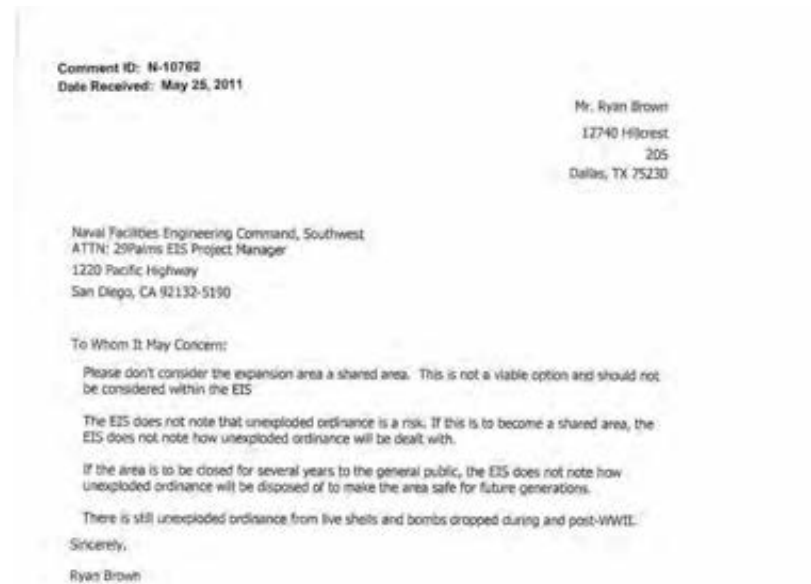 Comment ID: N-10762
Date Received: May 25, 2011
Mr. Ryan Brown
12740 Hillcrest
205
Dallas, TX 75230
Naval Facilities Engineering Command, Southwest
ATTN: 29Palms EIS Project Manager
1220 Pacific Highway
San Diego, CA 92132-5190
To Whom It May Concern:
Please don't consider the expansion area a shared area. This is not a viable option and should not
be considered within the EIS
The EIS does not note that unexploded ordinance is a risk. If this is to become a shared area, the
EIS does not note how unexploded ordinance will be dealt with.
If the area is to be closed for several years to the general public, the EIS does not note how
unexploded ordinance will be disposed of to make the area safe for future generations.
There is still unexploded ordinance from live shells and bombs dropped during and post-WWII.
Sincerely,
Ryan Brown